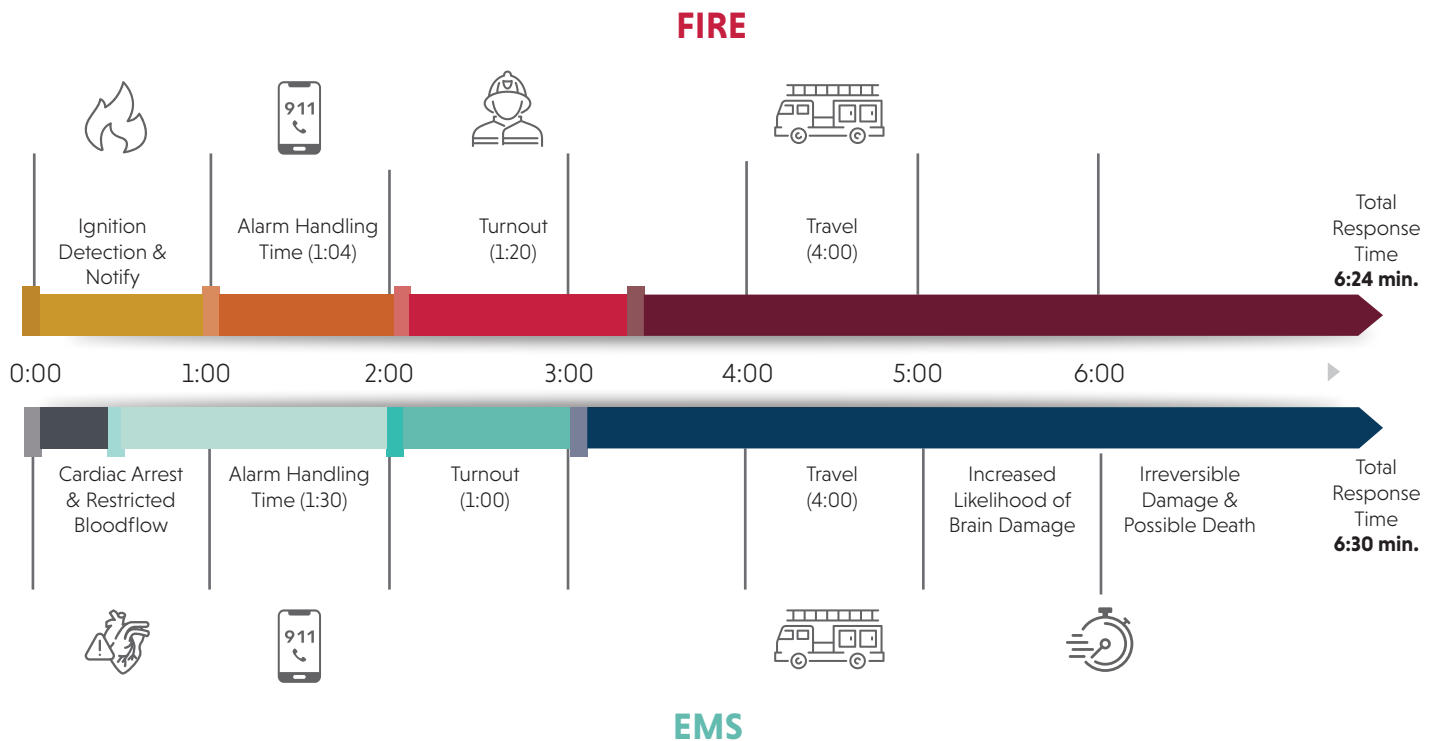 FIRE
911
Ignition
Detection &
Notify
Alarm Handling
Time (1:04)
Turnout
(1:20)
Travel
(4:00)
Total
Response
Time
6:24 min.
0:00 1:00 2:00 3:00 4:00 5:00 6:00
Cardiac Arrest
& Restricted
Bloodflow
Alarm Handling
Time (1:30)
Turnout
(1:00)
Travel
(4:00)
Increased
Likelihood of
Brain Damage
Irreversible
Damage &
Possible Death
Total
Response
Time
6:30 min.
911
EMS